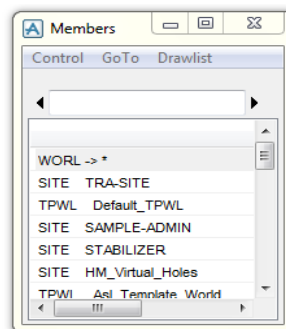 Members
Control GoTo Drawlist
WORL -> *
SITE TRA-SITE
TPWL Default_TPWL
SITE SAMPLE-ADMIN
SITE STABILIZER
SITE HM_Virtual_Holes
TPWL Asl_Template_World